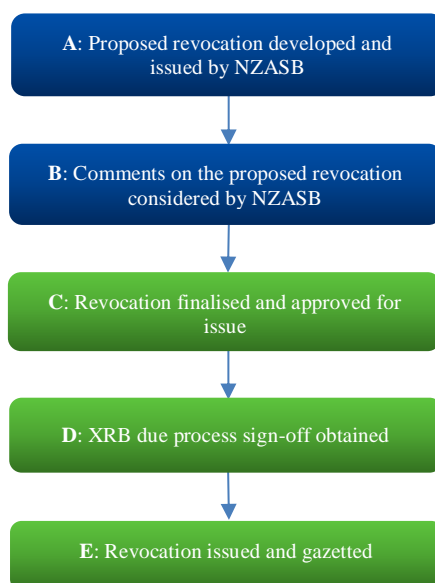 A: Proposed revocation developed and
issued by NZASB
B: Comments on the proposed revocation
considered by NZASB
C: Revocation finalised and approved for
issue
D: XRB due process sign-off obtained
E: Revocation issued and gazetted